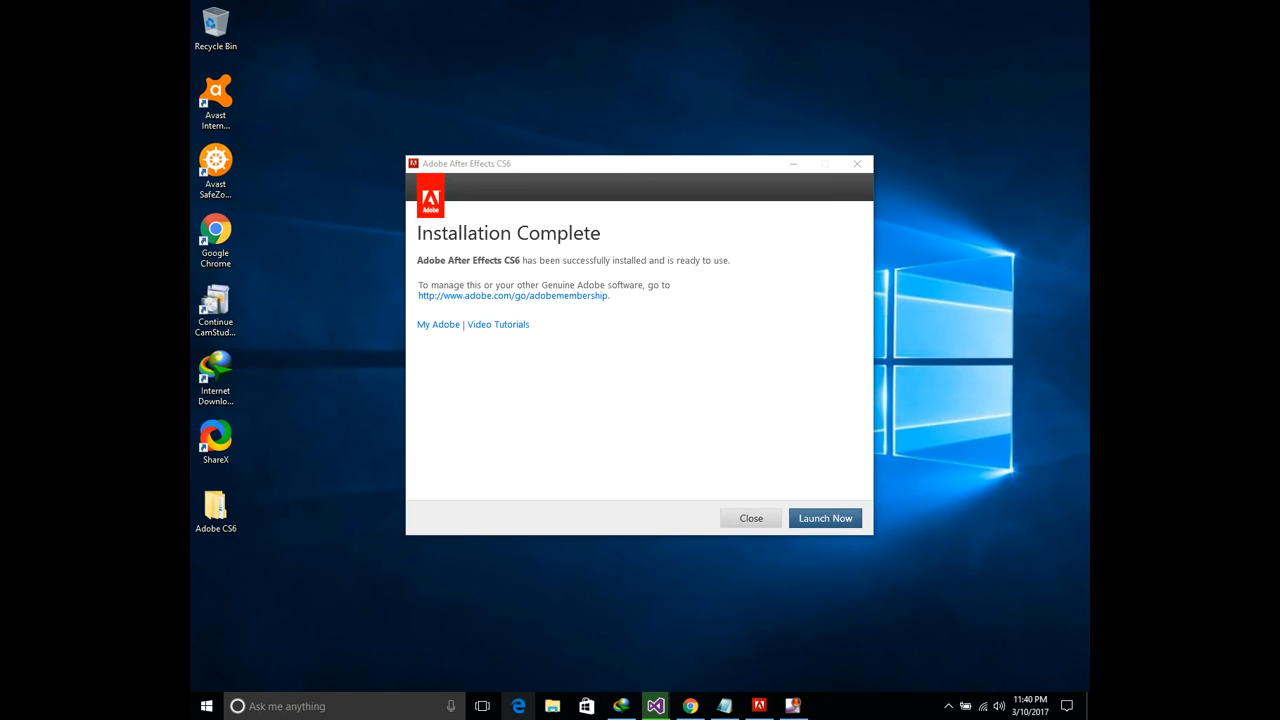 Recycle Bin
Avast
Intern...
Avast
SafeZo...
Google
Chrome
Continue
CamStud...
Internet
Downlo...
ShareX
Adobe CS6
Adobe After Effects CS6
Adobe
Installation Complete
Adobe After Effects CS6 has been successfully installed and is ready to use.
To manage this or your other Genuine Adobe software, go to
http://www.adobe.com/go/adobemembership.
My Adobe | Video Tutorials
Close
Launch Now
Ask me anything
11:40 PM
3/10/2017